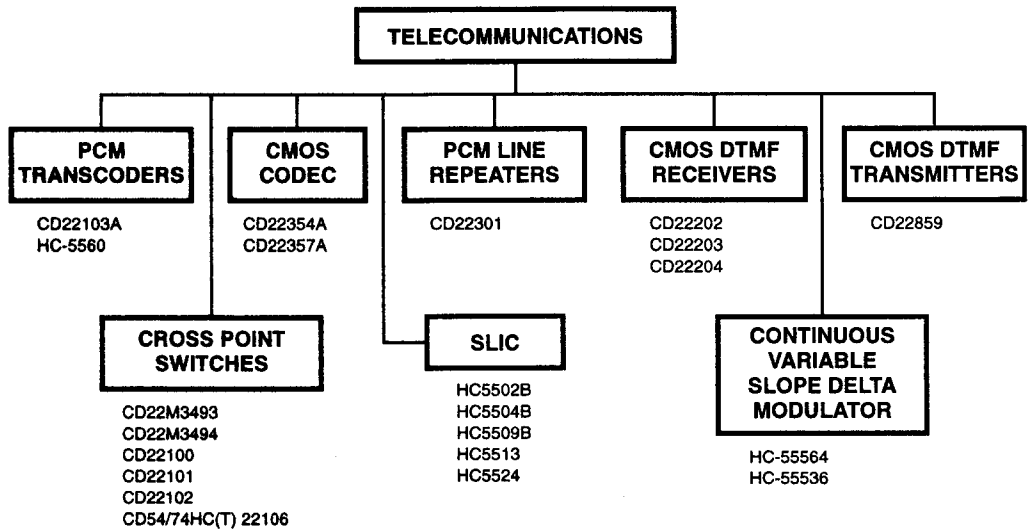 TELECOMMUNICATIONS
PCM
TRANSCODERS
CD22103A
HC-5560
CMOS
CODEC
CD22354A
CD22357A
PCM LINE
REPEATERS
CD22301
CMOS DTMF
RECEIVERS
CD22202
CD22203
CD22204
CMOS DTMF
TRANSMITTERS
CD22859
CROSS POINT
SWITCHES
CD22M3493
CD22M3494
CD22100
CD22101
CD22102
CD54/74HC(T) 22106
SLIC
HC5502B
HC5504B
HC5509B
HC5513
HC5524
CONTINUOUS
VARIABLE
SLOPE DELTA
MODULATOR
HC-55564
HC-55536